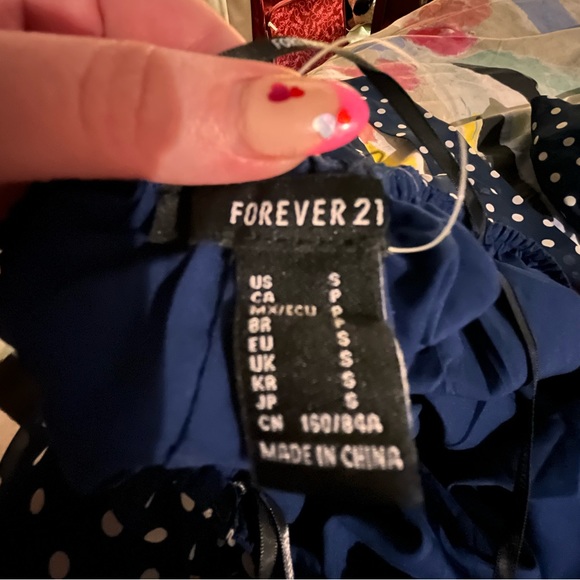 FOREVER 21
US S
CA P
MX/ECU P
BR P
EU S
UK S
KR S
JP S
CN 160/84A
MADE IN CHINA